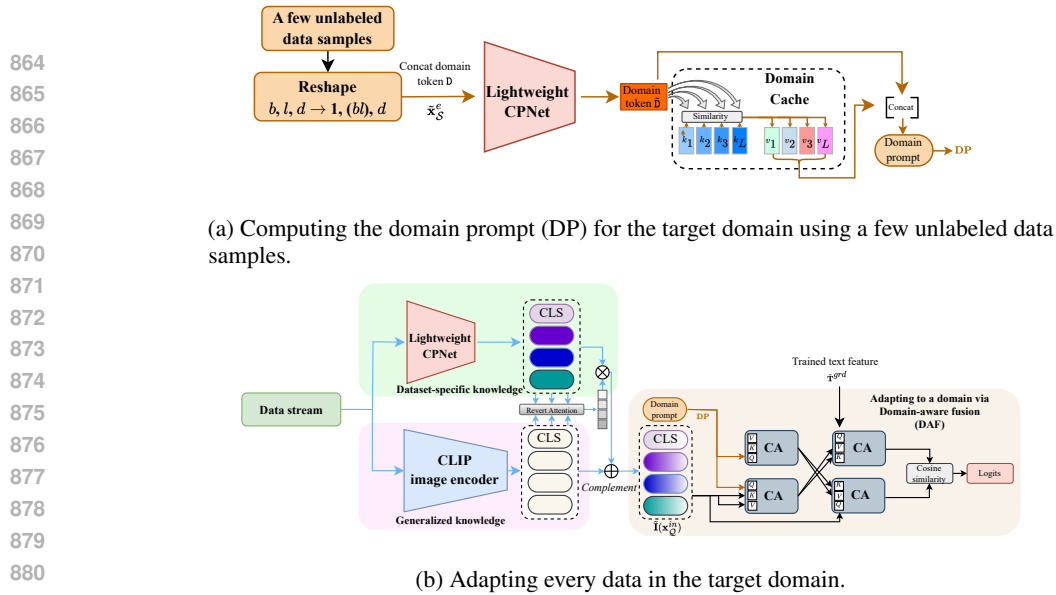 864
865
866
867
868
869
870
871
872
873
874
875
876
877
878
879
880
A few unlabeled
data samples
Reshape
b, l, d → 1, (bl), d
Concat domain
token D
x̃_S^e
Lightweight
CPNet
Domain
token D̃
Domain
Cache
Similarity
k1 k2 k3 kL
v1 v2 v3 vL
Concat
Domain
prompt
DP
(a) Computing the domain prompt (DP) for the target domain using a few unlabeled data
samples.
Data stream
Lightweight
CPNet
Dataset-specific knowledge
CLS
Revert Attention
CLIP
image encoder
Generalized knowledge
CLS
Complement
Domain
prompt
DP
CLS
Ĩ(x_Q^{in})
V
K
Q
CA
Q
K
V
CA
Trained text feature
T̃^{grd}
Q
V
K
CA
K
V
Q
CA
Adapting to a domain via
Domain-aware fusion
(DAF)
Cosine
similarity
Logits
(b) Adapting every data in the target domain.